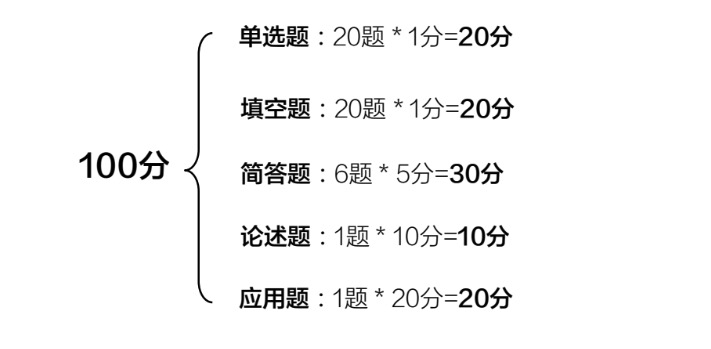 单选题：20题 * 1分=20分
填空题：20题 * 1分=20分
100分
简答题：6题 * 5分=30分
论述题：1题 * 10分=10分
应用题：1题 * 20分=20分